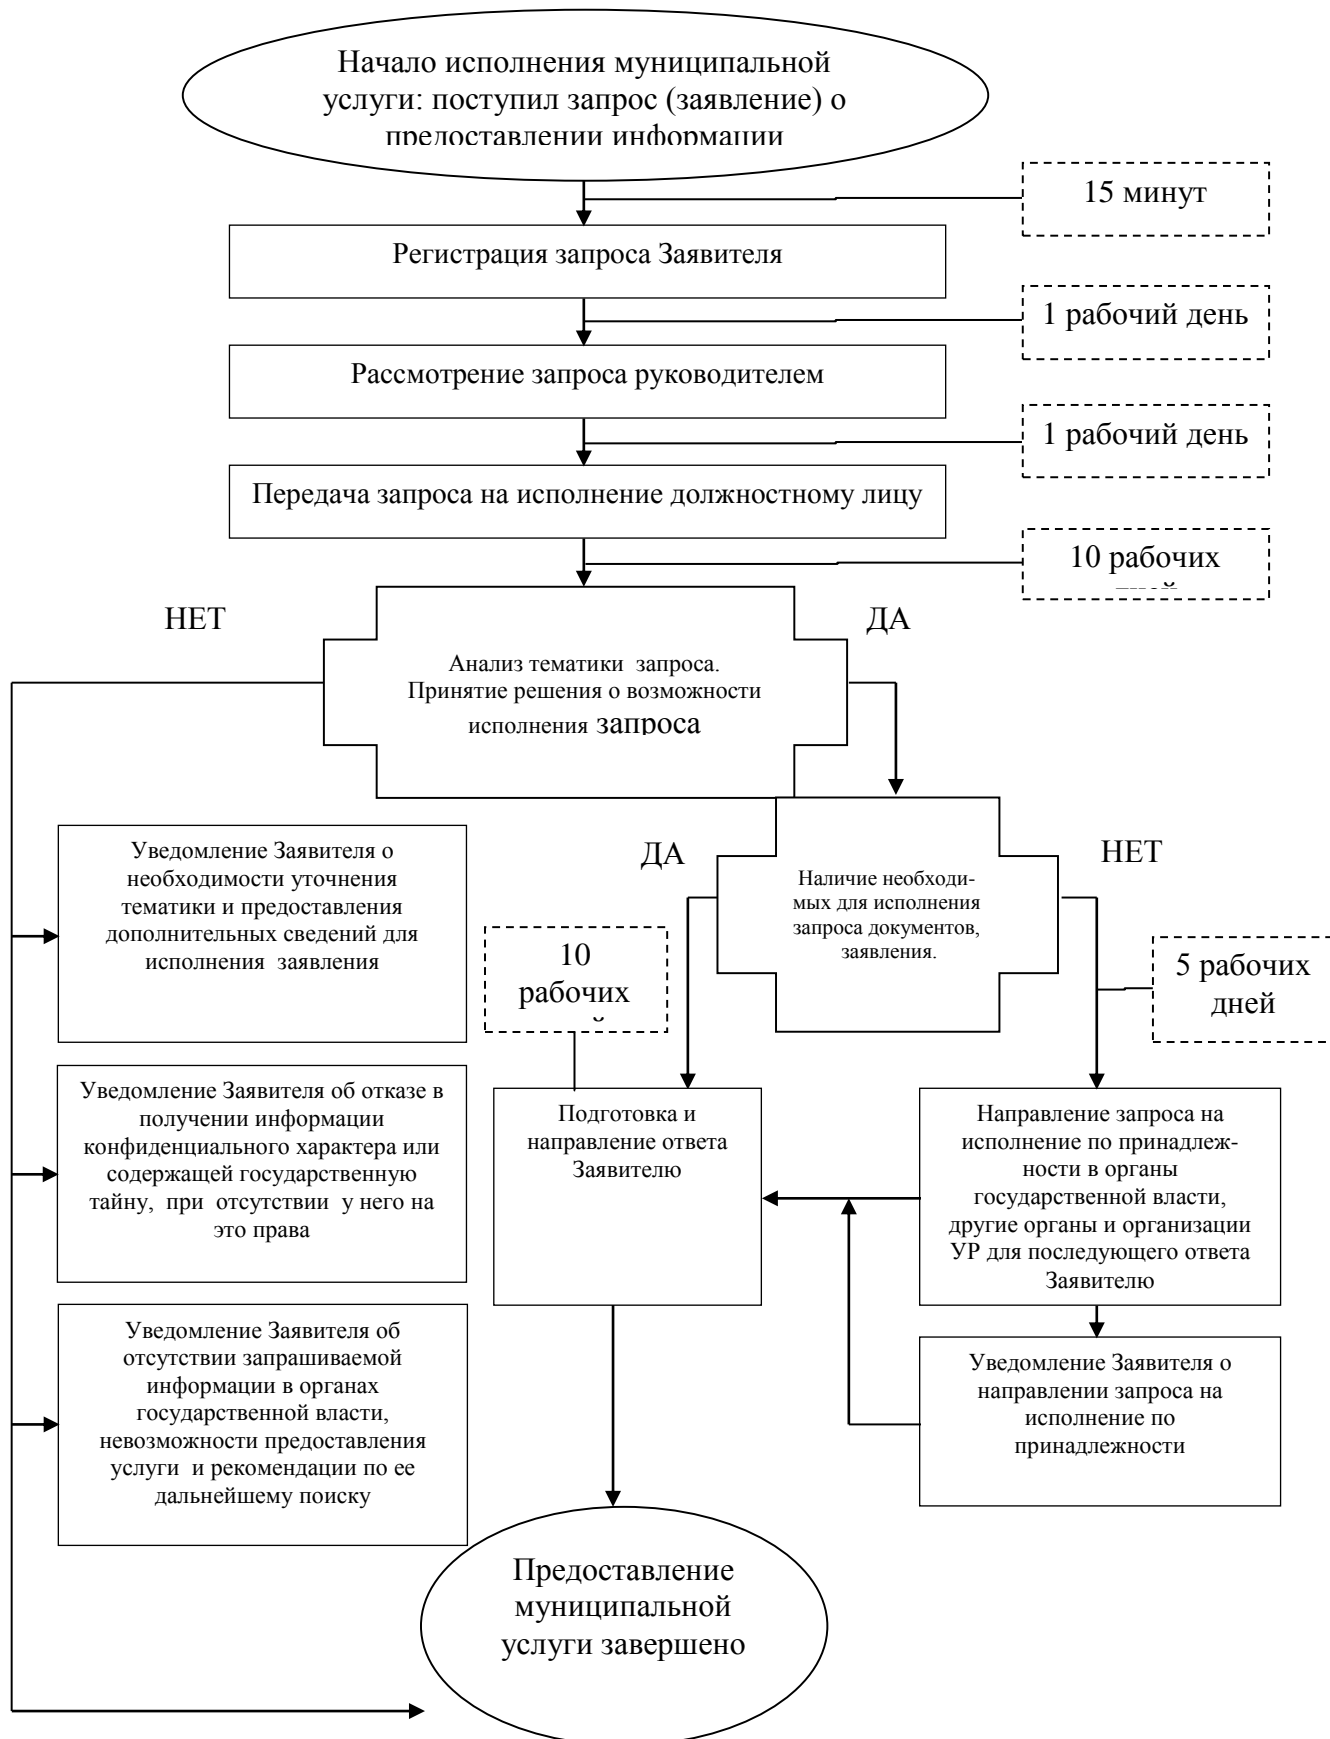 Начало исполнения муниципальной
услуги: поступил запрос (заявление) о
предоставлении информации
15 минут
Регистрация запроса Заявителя
1 рабочий день
Рассмотрение запроса руководителем
1 рабочий день
Передача запроса на исполнение должностному лицу
10 рабочих
НЕТ
ДА
Анализ тематики запроса.
Принятие решения о возможности
исполнения запроса
Уведомление Заявителя о
необходимости уточнения
тематики и предоставления
дополнительных сведений для
исполнения заявления
ДА
НЕТ
Наличие необходи-
мых для исполнения
запроса документов,
заявления.
10
рабочих
5 рабочих
дней
Уведомление Заявителя об отказе в
получении информации
конфиденциального характера или
содержащей государственную
тайну, при отсутствии у него на
это права
Подготовка и
направление ответа
Заявителю
Направление запроса на
исполнение по принадлеж-
ности в органы
государственной власти,
другие органы и организации
УР для последующего ответа
Заявителю
Уведомление Заявителя об
отсутствии запрашиваемой
информации в органах
государственной власти,
невозможности предоставления
услуги и рекомендации по ее
дальнейшему поиску
Уведомление Заявителя о
направлении запроса на
исполнение по
принадлежности
Предоставление
муниципальной
услуги завершено